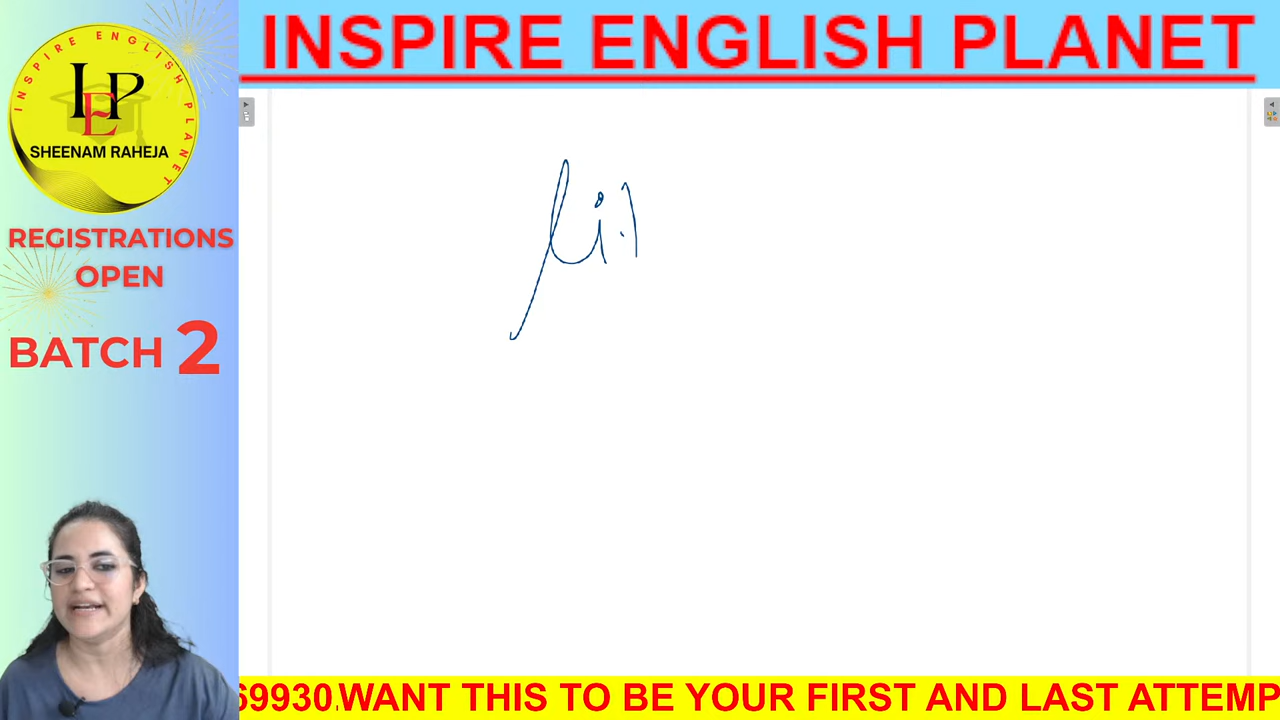 INSPIRE ENGLISH PLANET
INSPIRE ENGLISH PLANET
IEP
SHEENAM RAHEJA
REGISTRATIONS
OPEN
BATCH 2
69930.WANT THIS TO BE YOUR FIRST AND LAST ATTEMP